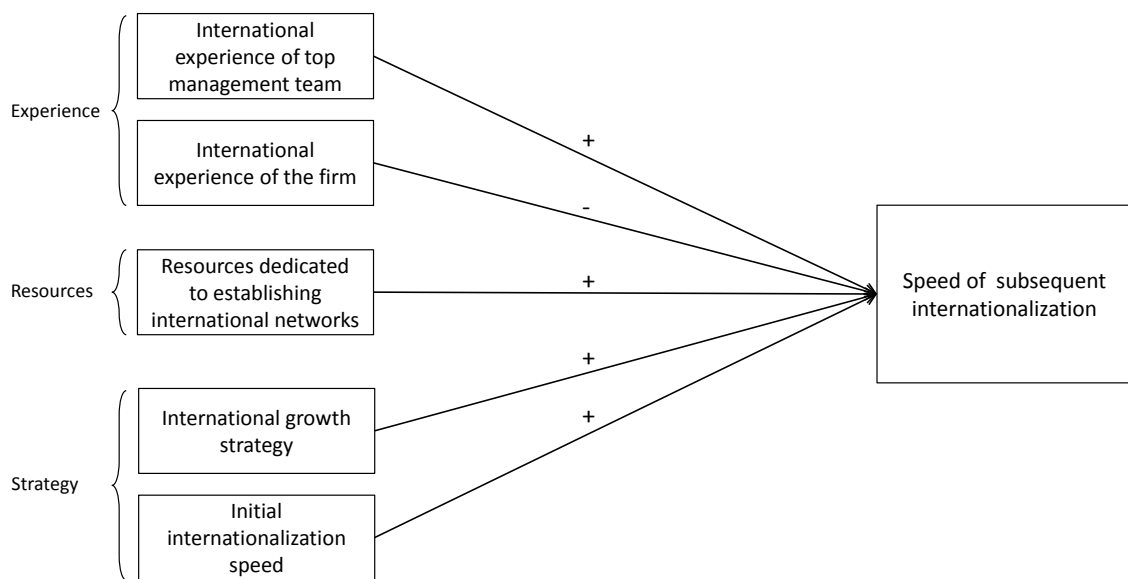 Experience
International
experience of top
management team
International
experience of the firm
+
-
Resources
Resources dedicated
to establishing
international networks
+
Speed of subsequent
internationalization
Strategy
International growth
strategy
+
Initial
internationalization
speed
+